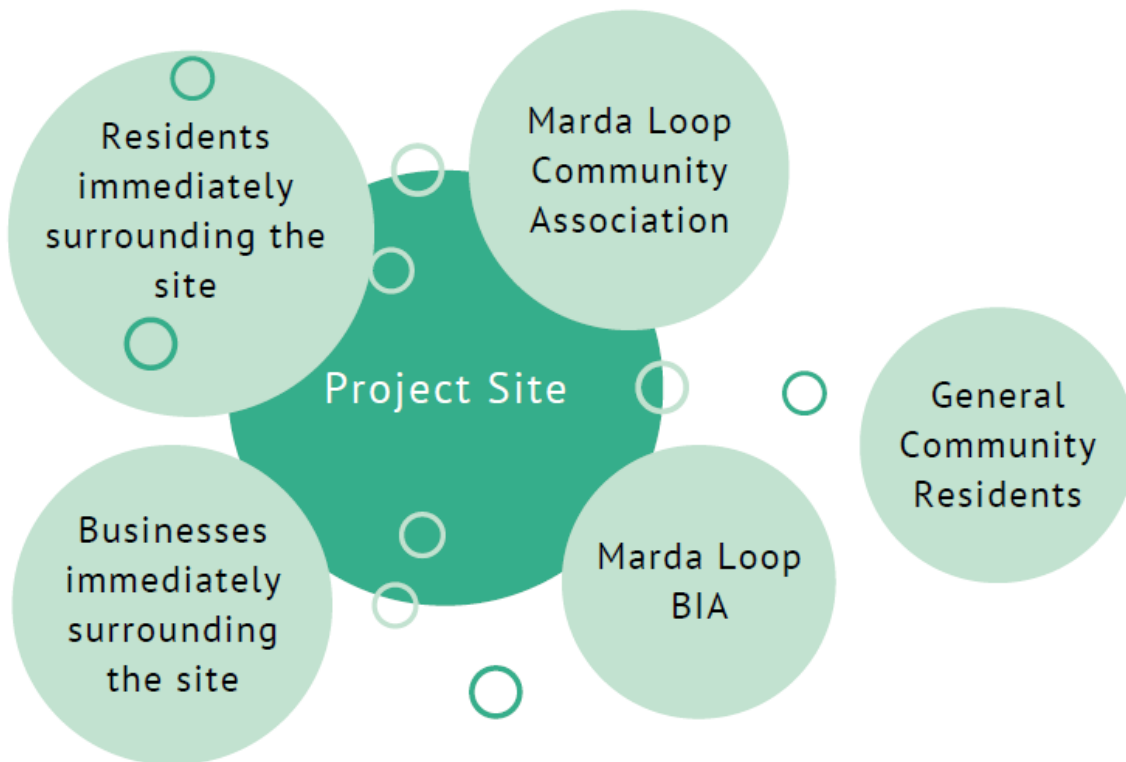 Residents
immediately
surrounding the
site
Marda Loop
Community
Association
Project Site
General
Community
Residents
Businesses
immediately
surrounding
the site
Marda Loop
BIA